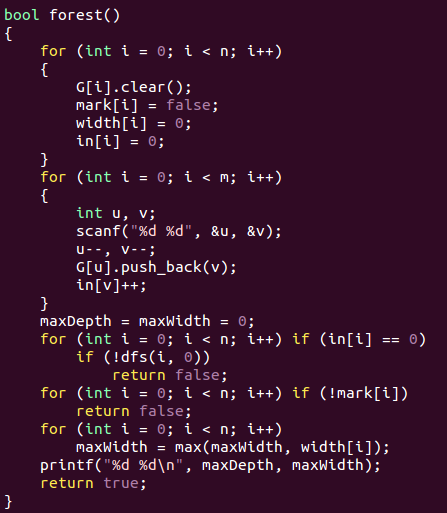 bool forest()
{
    for (int i = 0; i < n; i++)
    {
        G[i].clear();
        mark[i] = false;
        width[i] = 0;
        in[i] = 0;
    }
    for (int i = 0; i < m; i++)
    {
        int u, v;
        scanf("%d %d", &u, &v);
        u--, v--;
        G[u].push_back(v);
        in[v]++;
    }
    maxDepth = maxWidth = 0;
    for (int i = 0; i < n; i++) if (in[i] == 0)
        if (!dfs(i, 0))
            return false;
    for (int i = 0; i < n; i++) if (!mark[i])
        return false;
    for (int i = 0; i < n; i++)
        maxWidth = max(maxWidth, width[i]);
    printf("%d %d\n", maxDepth, maxWidth);
    return true;
}